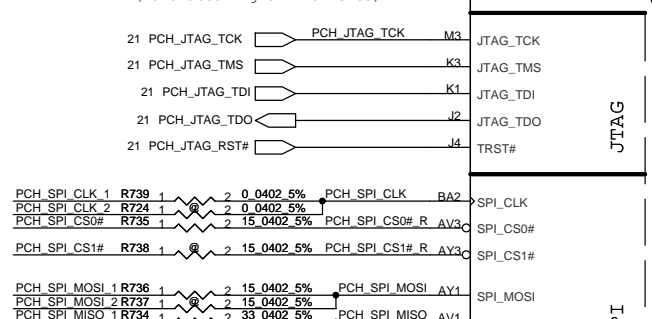 21 PCH_JTAG_TCK PCH_JTAG_TCK M3 JTAG_TCK
21 PCH_JTAG_TMS K3 JTAG_TMS
21 PCH_JTAG_TDI K1 JTAG_TDI
21 PCH_JTAG_TDO J2 JTAG_TDO
21 PCH_JTAG_RST# J4 TRST#
JTAG
PCH_SPI_CLK_1 R739 1 2 0_0402_5% PCH_SPI_CLK BA2 SPI_CLK
PCH_SPI_CLK_2 R724 1 @ 2 0_0402_5%
PCH_SPI_CS0# R735 1 2 15_0402_5% PCH_SPI_CS0#_R AV3 SPI_CS0#
PCH_SPI_CS1# R738 1 @ 2 15_0402_5% PCH_SPI_CS1#_R AY3 SPI_CS1#
PCH_SPI_MOSI_1 R736 1 2 15_0402_5% PCH_SPI_MOSI AY1 SPI_MOSI
PCH_SPI_MOSI_2 R737 1 @ 2 15_0402_5%
PCH_SPI_MISO_1 R734 1 2 33_0402_5% PCH_SPI_MISO AV1